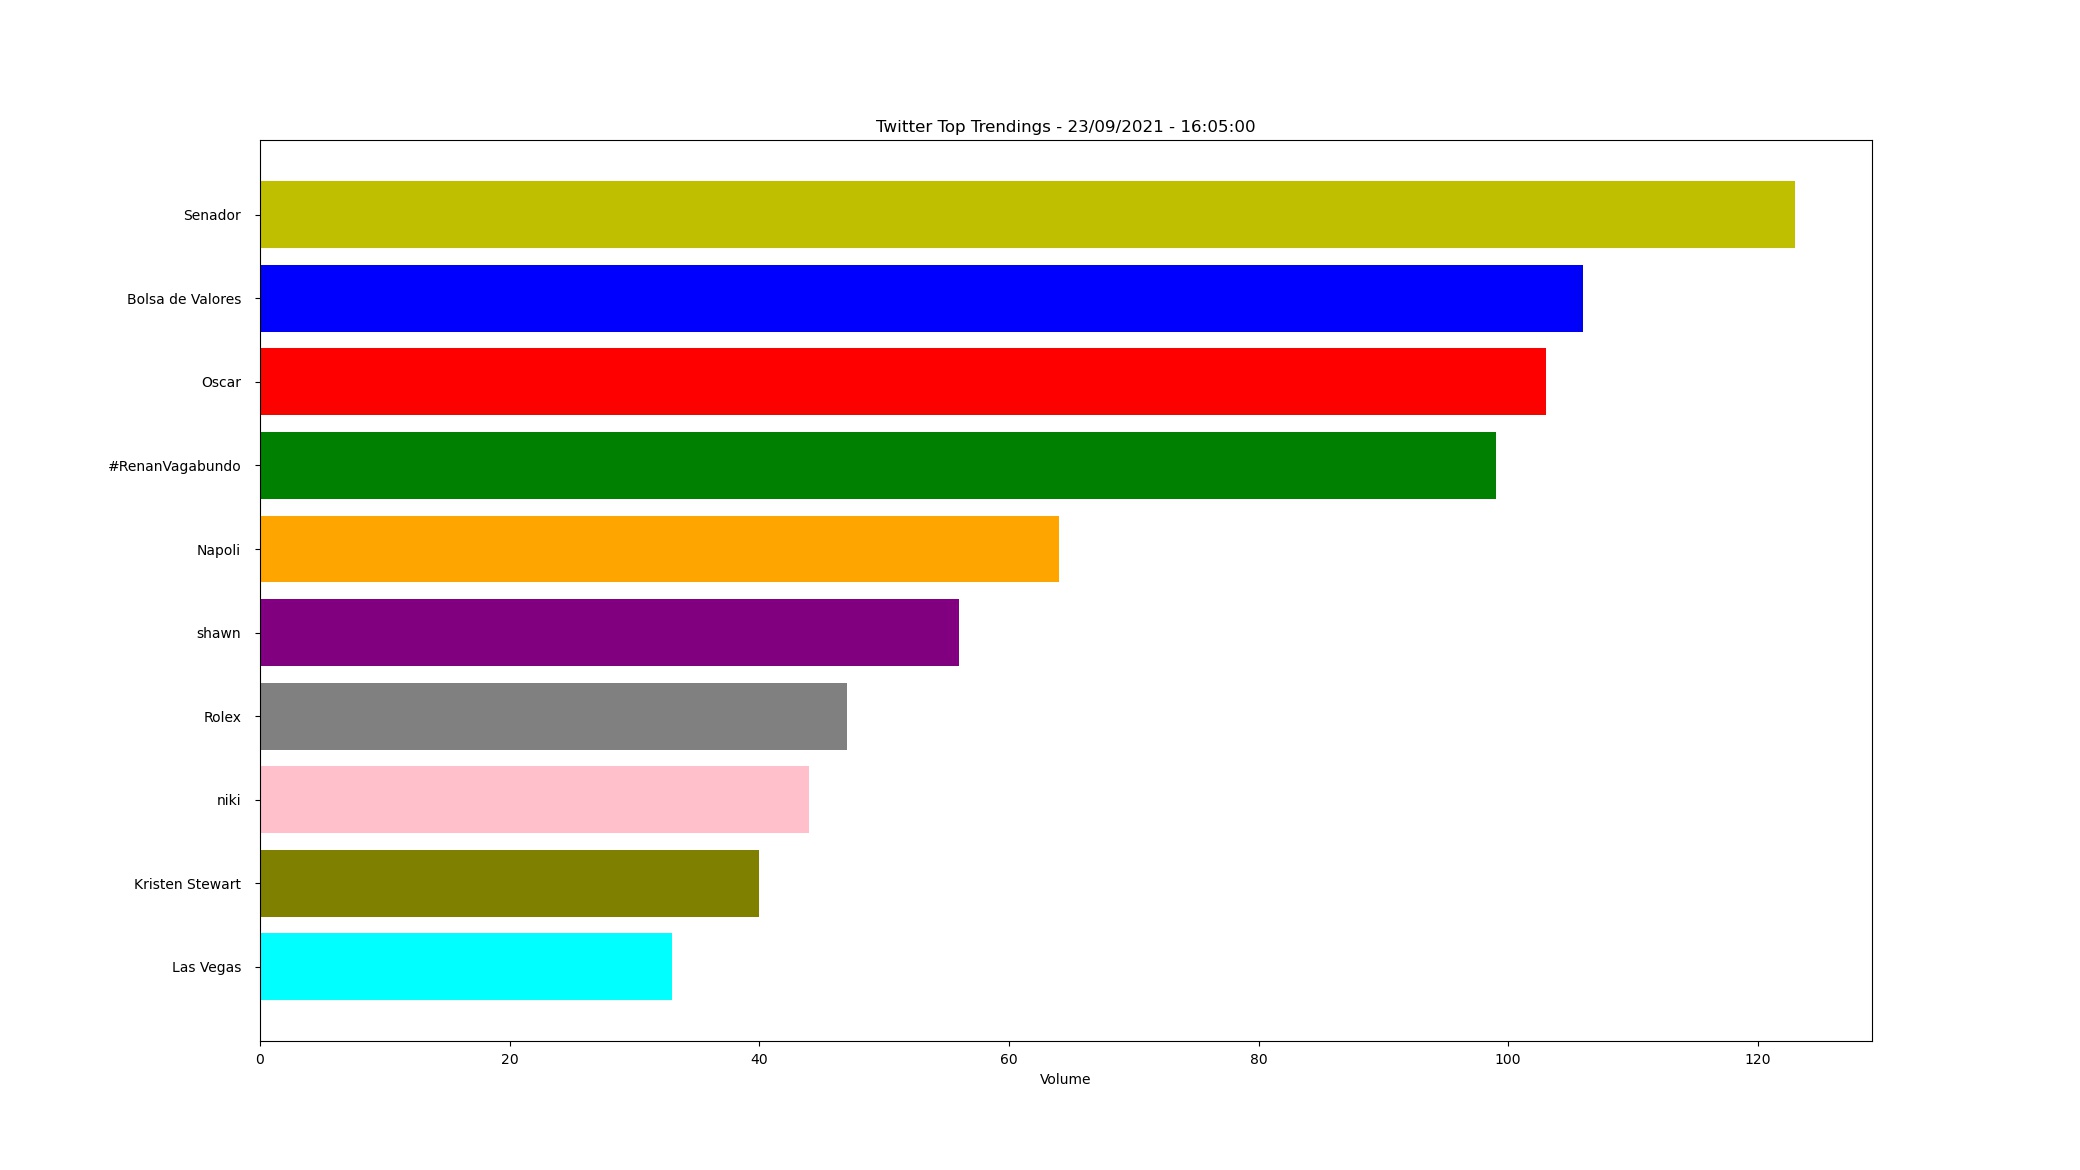 Twitter Top Trendings - 23/09/2021 - 16:05:00
Senador
Bolsa de Valores
Oscar
#RenanVagabundo
Napoli
shawn
Rolex
niki
Kristen Stewart
Las Vegas
0 20 40 60 80 100 120
Volume